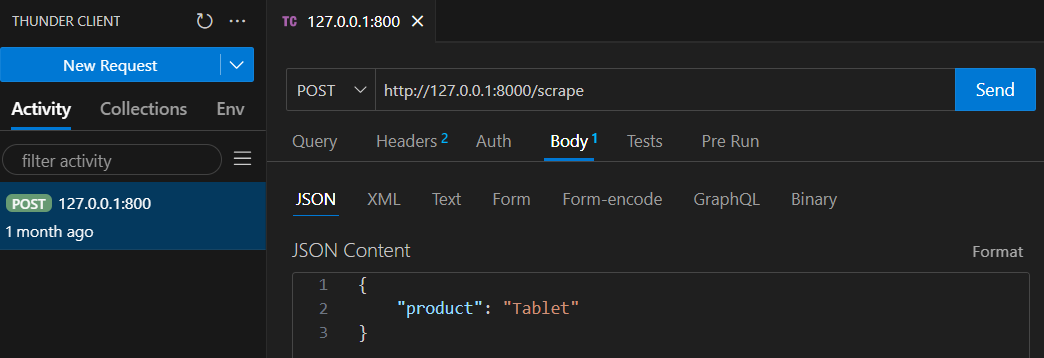 THUNDER CLIENT
New Request
Activity Collections Env
filter activity
POST 127.0.0.1:800
1 month ago
TC 127.0.0.1:800
POST http://127.0.0.1:8000/scrape Send
Query Headers 2 Auth Body 1 Tests Pre Run
JSON XML Text Form Form-encode GraphQL Binary
JSON Content Format
1 {
2 "product": "Tablet"
3 }